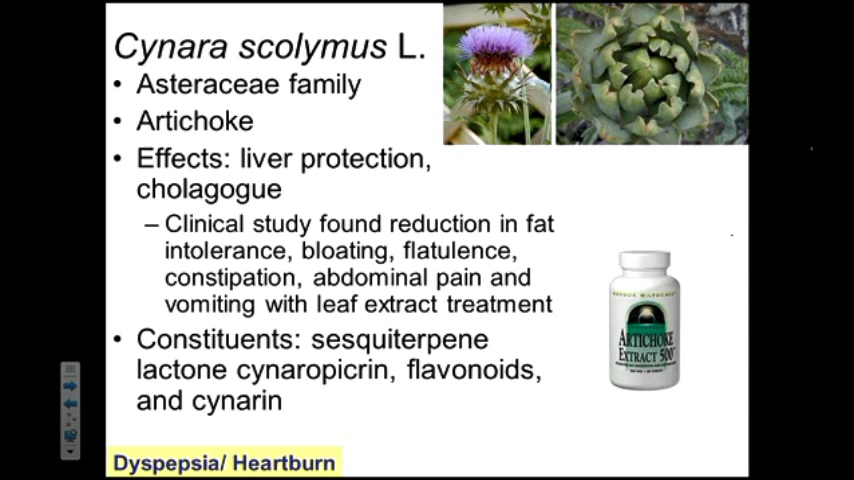 Cynara scolymus L.
• Asteraceae family
• Artichoke
• Effects: liver protection,
cholagogue
– Clinical study found reduction in fat
intolerance, bloating, flatulence,
constipation, abdominal pain and
vomiting with leaf extract treatment
• Constituents: sesquiterpene
lactone cynaropicrin, flavonoids,
and cynarin
SOURCE NATURALS
ARTICHOKE
EXTRACT 500
Dyspepsia/ Heartburn